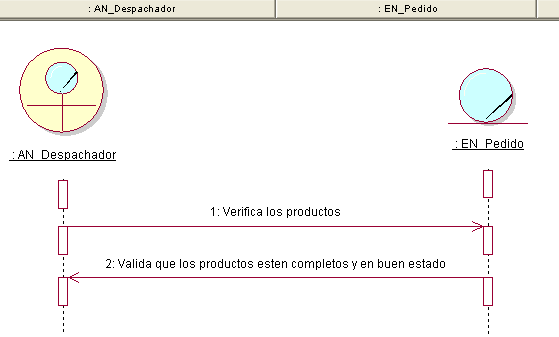 : AN_Despachador
: EN_Pedido
: AN_Despachador
: EN_Pedido
1: Verifica los productos
2: Valida que los productos esten completos y en buen estado